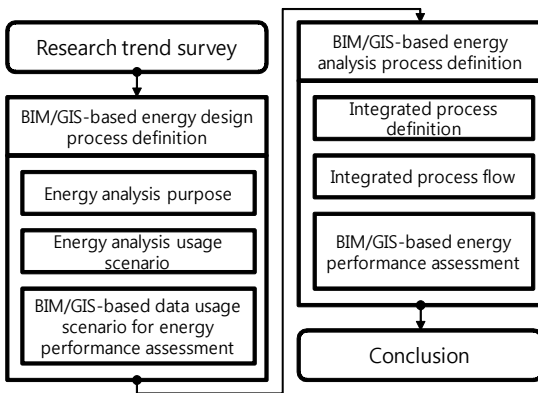 Research trend survey
BIM/GIS-based energy design
process definition
Energy analysis purpose
Energy analysis usage
scenario
BIM/GIS-based data usage
scenario for energy
performance assessment
BIM/GIS-based energy
analysis process definition
Integrated process
definition
Integrated process flow
BIM/GIS-based energy
performance assessment
Conclusion